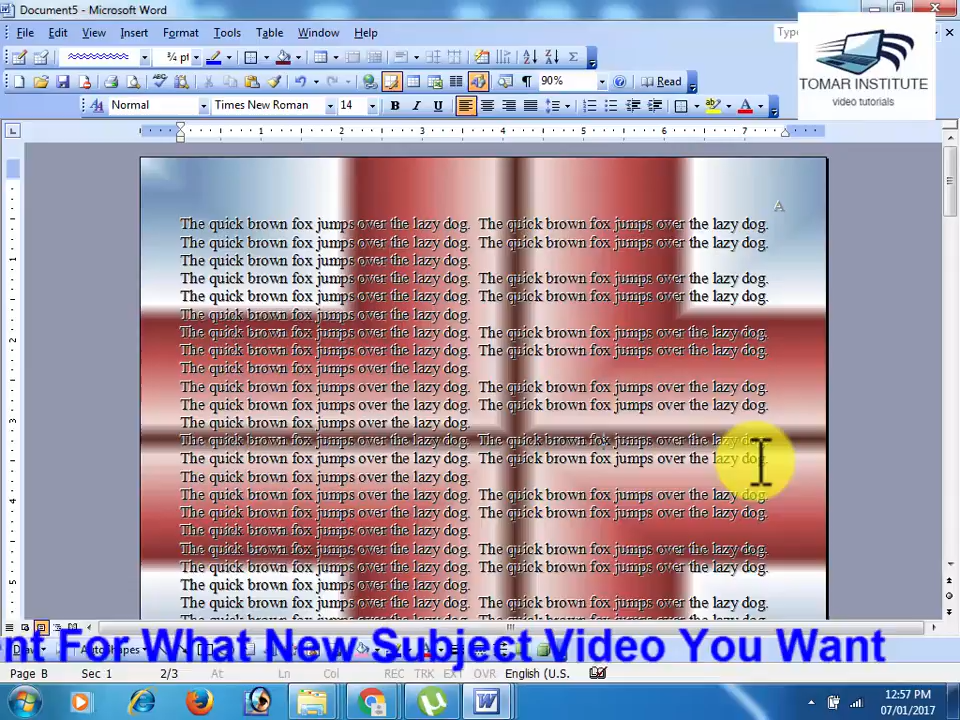 Document5 - Microsoft Word
File Edit View Insert Format Tools Table Window Help
¾ pt
90% Read
Normal Times New Roman 14 B I U
TOMAR INSTITUTE
video tutorials
1 2 3 4 5 6 7
A
The quick brown fox jumps over the lazy dog. The quick brown fox jumps over the lazy dog.
The quick brown fox jumps over the lazy dog. The quick brown fox jumps over the lazy dog.
The quick brown fox jumps over the lazy dog.
The quick brown fox jumps over the lazy dog. The quick brown fox jumps over the lazy dog.
The quick brown fox jumps over the lazy dog. The quick brown fox jumps over the lazy dog.
The quick brown fox jumps over the lazy dog.
The quick brown fox jumps over the lazy dog. The quick brown fox jumps over the lazy dog.
The quick brown fox jumps over the lazy dog. The quick brown fox jumps over the lazy dog.
The quick brown fox jumps over the lazy dog.
The quick brown fox jumps over the lazy dog. The quick brown fox jumps over the lazy dog.
The quick brown fox jumps over the lazy dog. The quick brown fox jumps over the lazy dog.
The quick brown fox jumps over the lazy dog.
The quick brown fox jumps over the lazy dog. The quick brown fox jumps over the lazy dog.
The quick brown fox jumps over the lazy dog. The quick brown fox jumps over the lazy dog.
The quick brown fox jumps over the lazy dog.
The quick brown fox jumps over the lazy dog. The quick brown fox jumps over the lazy dog.
The quick brown fox jumps over the lazy dog. The quick brown fox jumps over the lazy dog.
The quick brown fox jumps over the lazy dog.
The quick brown fox jumps over the lazy dog. The quick brown fox jumps over the lazy dog.
The quick brown fox jumps over the lazy dog. The quick brown fox jumps over the lazy dog.
The quick brown fox jumps over the lazy dog.
The quick brown fox jumps over the lazy dog. The quick brown fox jumps over the lazy dog.
For What New Subject Video You Want
AutoShapes
Page B Sec 1 2/3 At Ln Col REC TRK EXT OVR English (U.S.
12:57 PM
07/01/2017